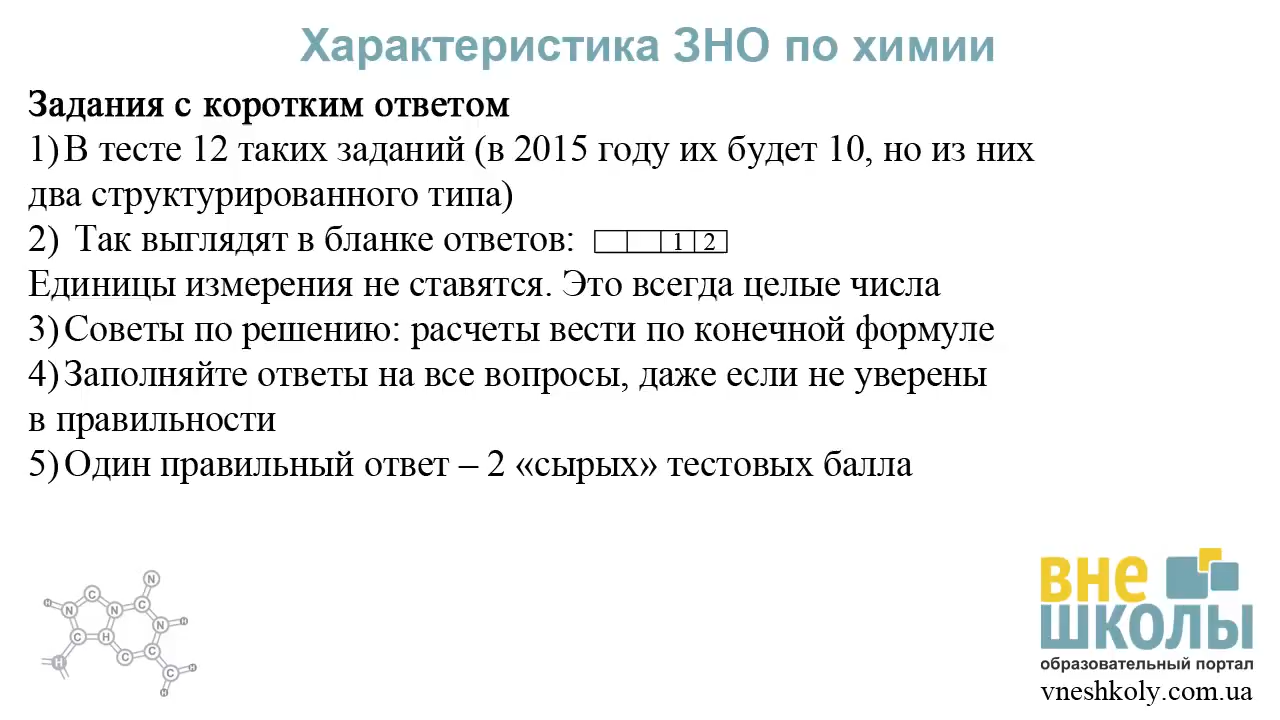 Характеристика ЗНО по химии
Задания с коротким ответом
1) В тесте 12 таких заданий (в 2015 году их будет 10, но из них
два структурированного типа)
2) Так выглядят в бланке ответов: 1 2
Единицы измерения не ставятся. Это всегда целые числа
3) Советы по решению: расчеты вести по конечной формуле
4) Заполняйте ответы на все вопросы, даже если не уверены
в правильности
5) Один правильный ответ – 2 «сырых» тестовых балла
N
H N C N C
N H
C H
H C C
C H
H
вне
школы
образовательный портал
vneshkoly.com.ua